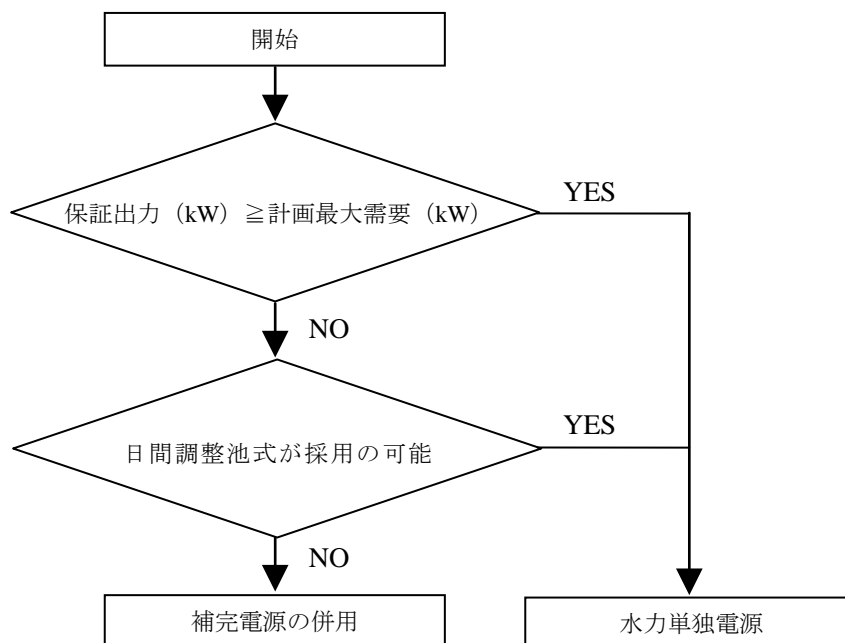 開始
保証出力（kW）≧計画最大需要（kW）
YES
NO
日間調整池式が採用の可能
YES
NO
補完電源の併用
水力単独電源